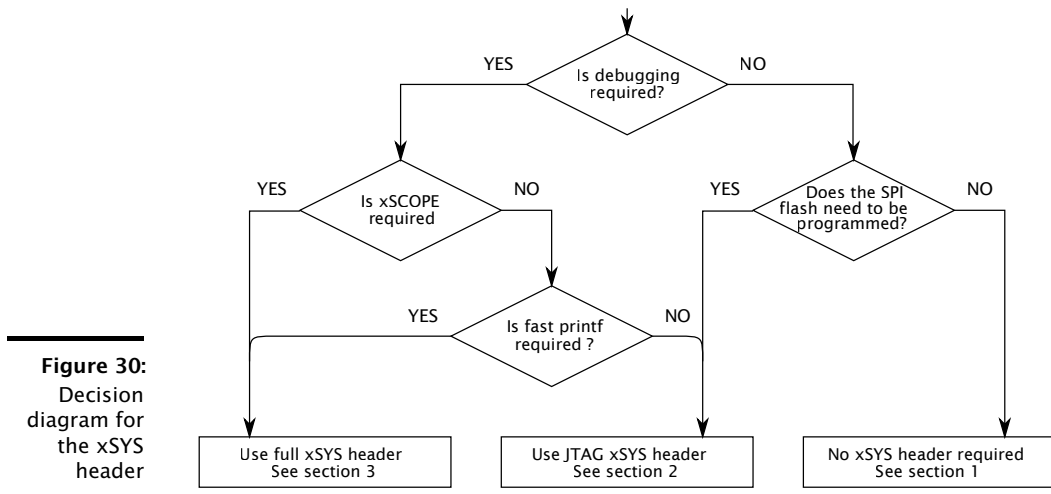 YES
Is debugging
required?
NO
YES
Is xSCOPE
required
NO
YES
Does the SPI
flash need to be
programmed?
NO
YES
Is fast printf
required ?
NO
Figure 30:
Decision
diagram for
the xSYS
header
Use full xSYS header
See section 3
Use JTAG xSYS header
See section 2
No xSYS header required
See section 1